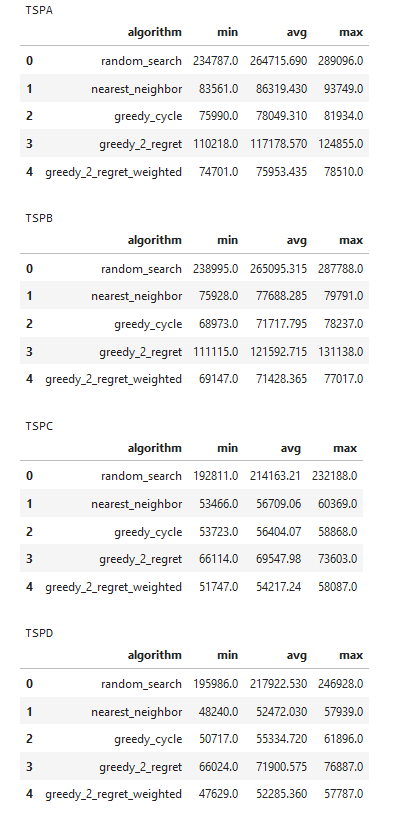 TSPA
algorithm min avg max
0 random_search 234787.0 264715.690 289096.0
1 nearest_neighbor 83561.0 86319.430 93749.0
2 greedy_cycle 75990.0 78049.310 81934.0
3 greedy_2_regret 110218.0 117178.570 124855.0
4 greedy_2_regret_weighted 74701.0 75953.435 78510.0
TSPB
algorithm min avg max
0 random_search 238995.0 265095.315 287788.0
1 nearest_neighbor 75928.0 77688.285 79791.0
2 greedy_cycle 68973.0 71717.795 78237.0
3 greedy_2_regret 111115.0 121592.715 131138.0
4 greedy_2_regret_weighted 69147.0 71428.365 77017.0
TSPC
algorithm min avg max
0 random_search 192811.0 214163.21 232188.0
1 nearest_neighbor 53466.0 56709.06 60369.0
2 greedy_cycle 53723.0 56404.07 58868.0
3 greedy_2_regret 66114.0 69547.98 73603.0
4 greedy_2_regret_weighted 51747.0 54217.24 58087.0
TSPD
algorithm min avg max
0 random_search 195986.0 217922.530 246928.0
1 nearest_neighbor 48240.0 52472.030 57939.0
2 greedy_cycle 50717.0 55334.720 61896.0
3 greedy_2_regret 66024.0 71900.575 76887.0
4 greedy_2_regret_weighted 47629.0 52285.360 57787.0